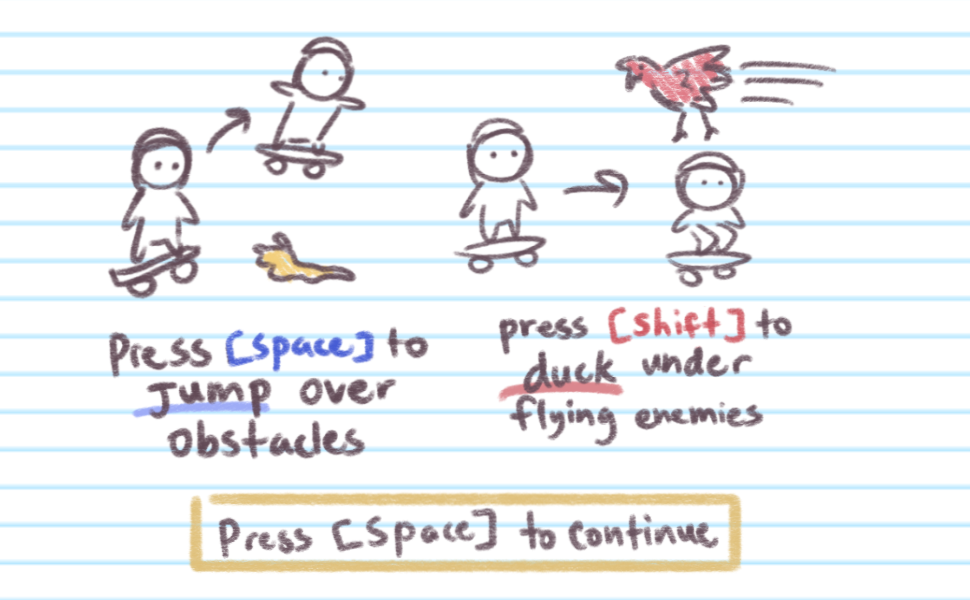 Press [space] to
Jump over
obstacles
press [shift] to
duck under
flying enemies
Press [Space] to continue